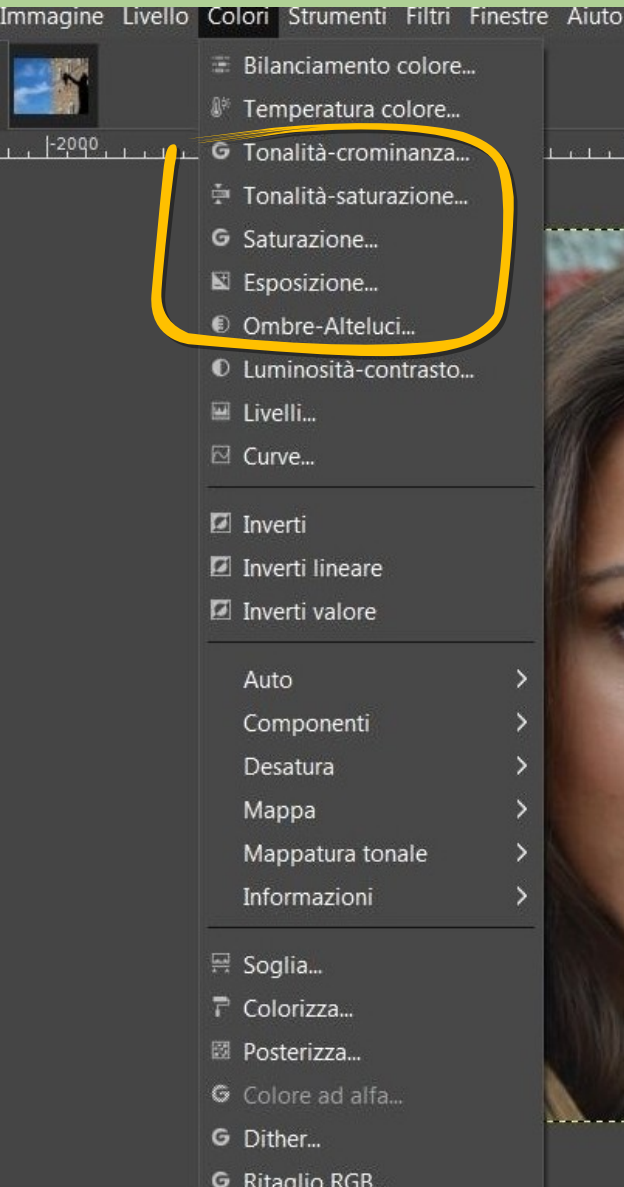 Immagine Livello Colori Strumenti Filtri Finestre Aiuto
Bilanciamento colore...
Temperatura colore...
-2000
Tonalità-crominanza...
Tonalità-saturazione...
Saturazione...
Esposizione...
Ombre-Alteluci...
Luminosità-contrasto...
Livelli...
Curve...
Inverti
Inverti lineare
Inverti valore
Auto
Componenti
Desatura
Mappa
Mappatura tonale
Informazioni
Soglia...
Colorizza...
Posterizza...
Colore ad alfa...
Dither...
Ritaglio RGB